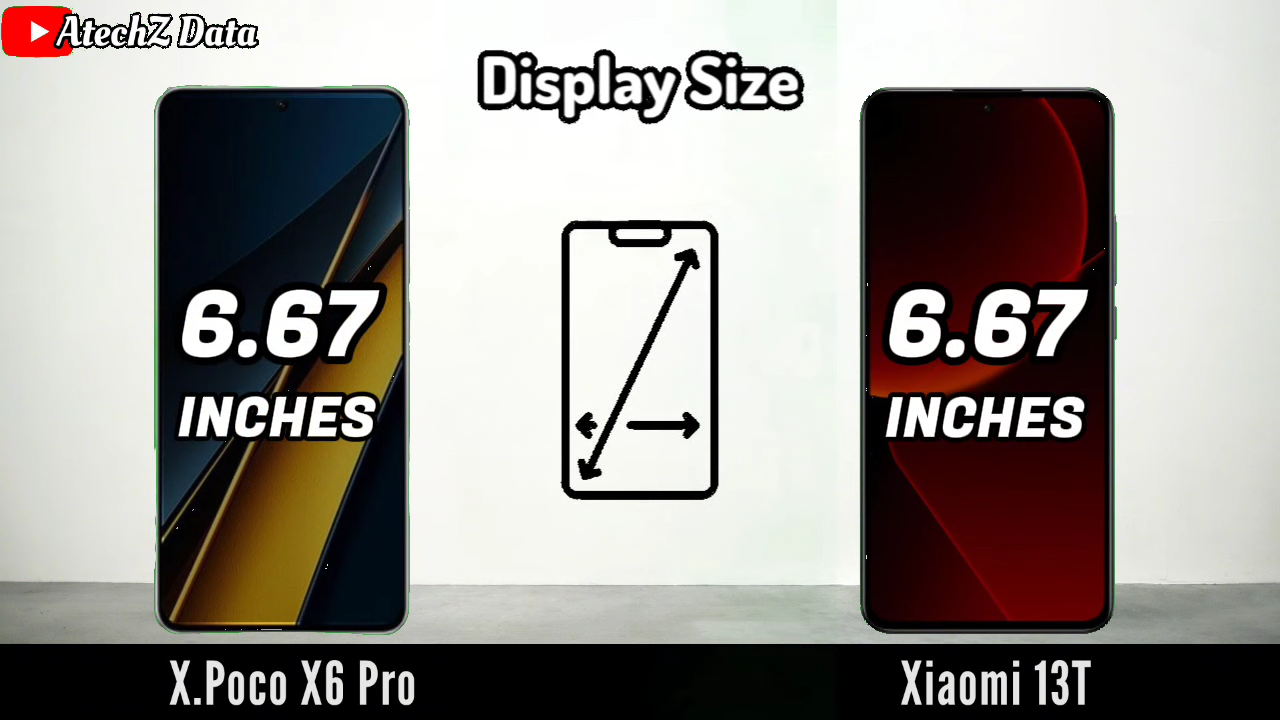 AtechZ Data
Display Size
6.67
INCHES
6.67
INCHES
X.Poco X6 Pro
Xiaomi 13T